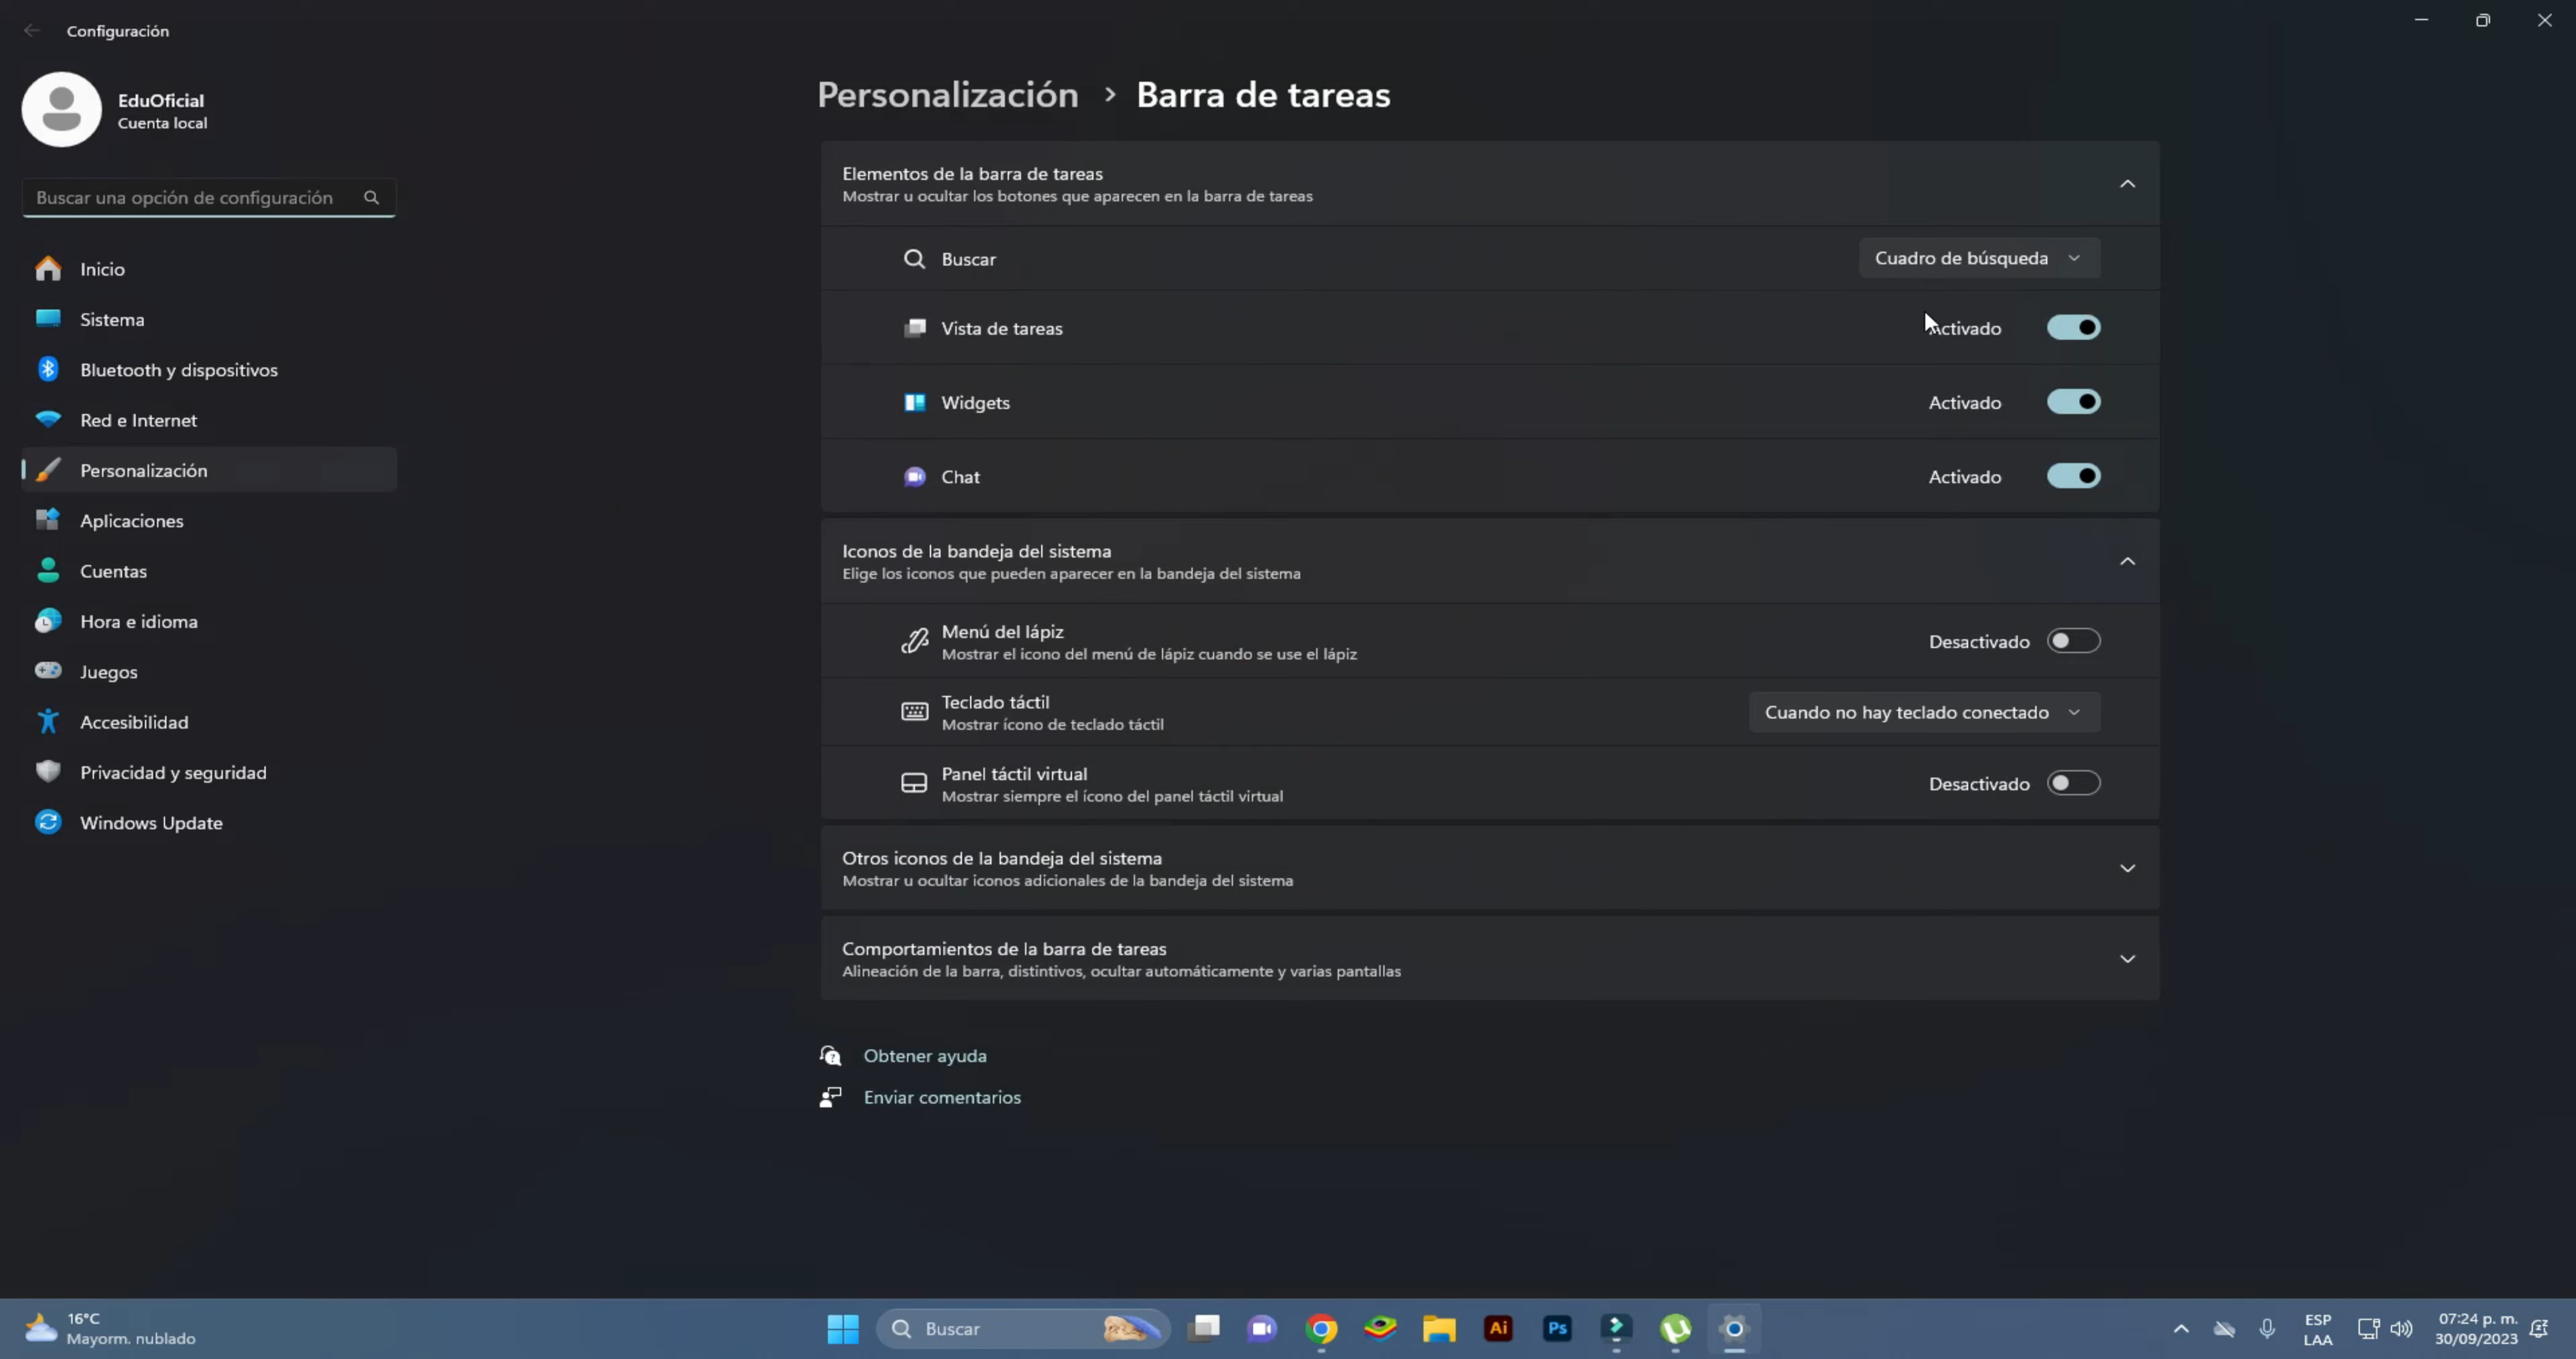 Configuración
EduOficial
Cuenta local
Buscar una opción de configuración
Inicio
Sistema
Bluetooth y dispositivos
Red e Internet
Personalización
Aplicaciones
Cuentas
Hora e idioma
Juegos
Accesibilidad
Privacidad y seguridad
Windows Update
Personalización > Barra de tareas
Elementos de la barra de tareas
Mostrar u ocultar los botones que aparecen en la barra de tareas
Buscar
Cuadro de búsqueda
Vista de tareas
Activado
Widgets
Activado
Chat
Activado
Iconos de la bandeja del sistema
Elige los iconos que pueden aparecer en la bandeja del sistema
Menú del lápiz
Mostrar el icono del menú de lápiz cuando se use el lápiz
Desactivado
Teclado táctil
Mostrar ícono de teclado táctil
Cuando no hay teclado conectado
Panel táctil virtual
Mostrar siempre el ícono del panel táctil virtual
Desactivado
Otros iconos de la bandeja del sistema
Mostrar u ocultar iconos adicionales de la bandeja del sistema
Comportamientos de la barra de tareas
Alineación de la barra, distintivos, ocultar automáticamente y varias pantallas
Obtener ayuda
Enviar comentarios
16°C
Mayorm. nublado
Buscar
Ai
Ps
ESP
LAA
07:24 p. m.
30/09/2023